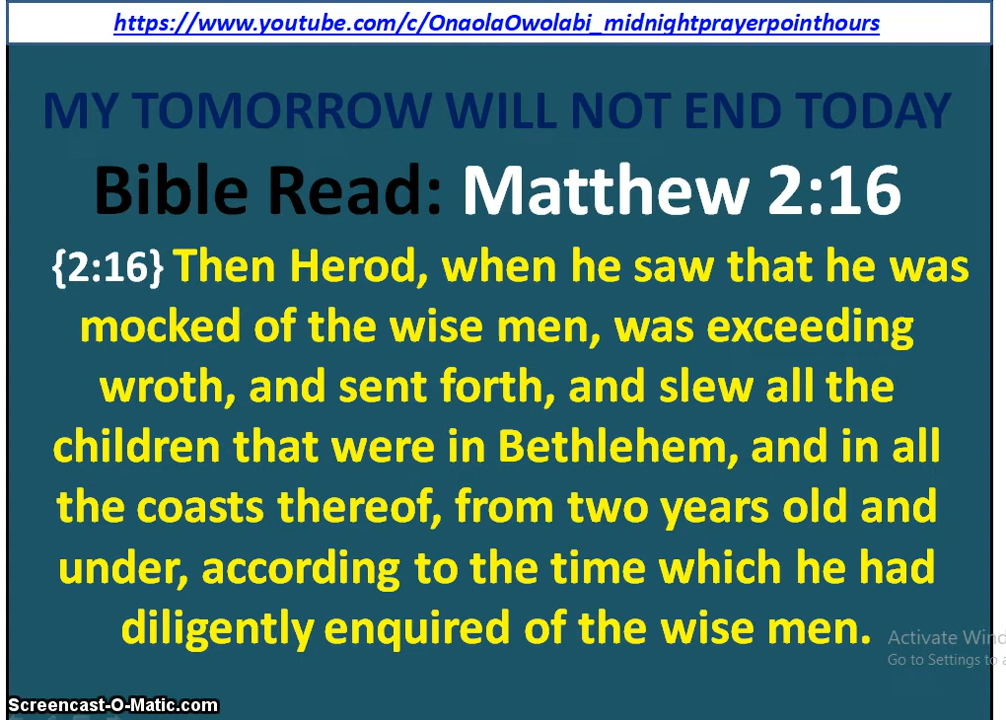 https://www.youtube.com/c/OnaolaOwolabi_midnightprayerpointhours
MY TOMORROW WILL NOT END TODAY
Bible Read: Matthew 2:16
{2:16} Then Herod, when he saw that he was
mocked of the wise men, was exceeding
wroth, and sent forth, and slew all the
children that were in Bethlehem, and in all
the coasts thereof, from two years old and
under, according to the time which he had
diligently enquired of the wise men.
Activate Wind
Go to Settings to a
Screencast-O-Matic.com